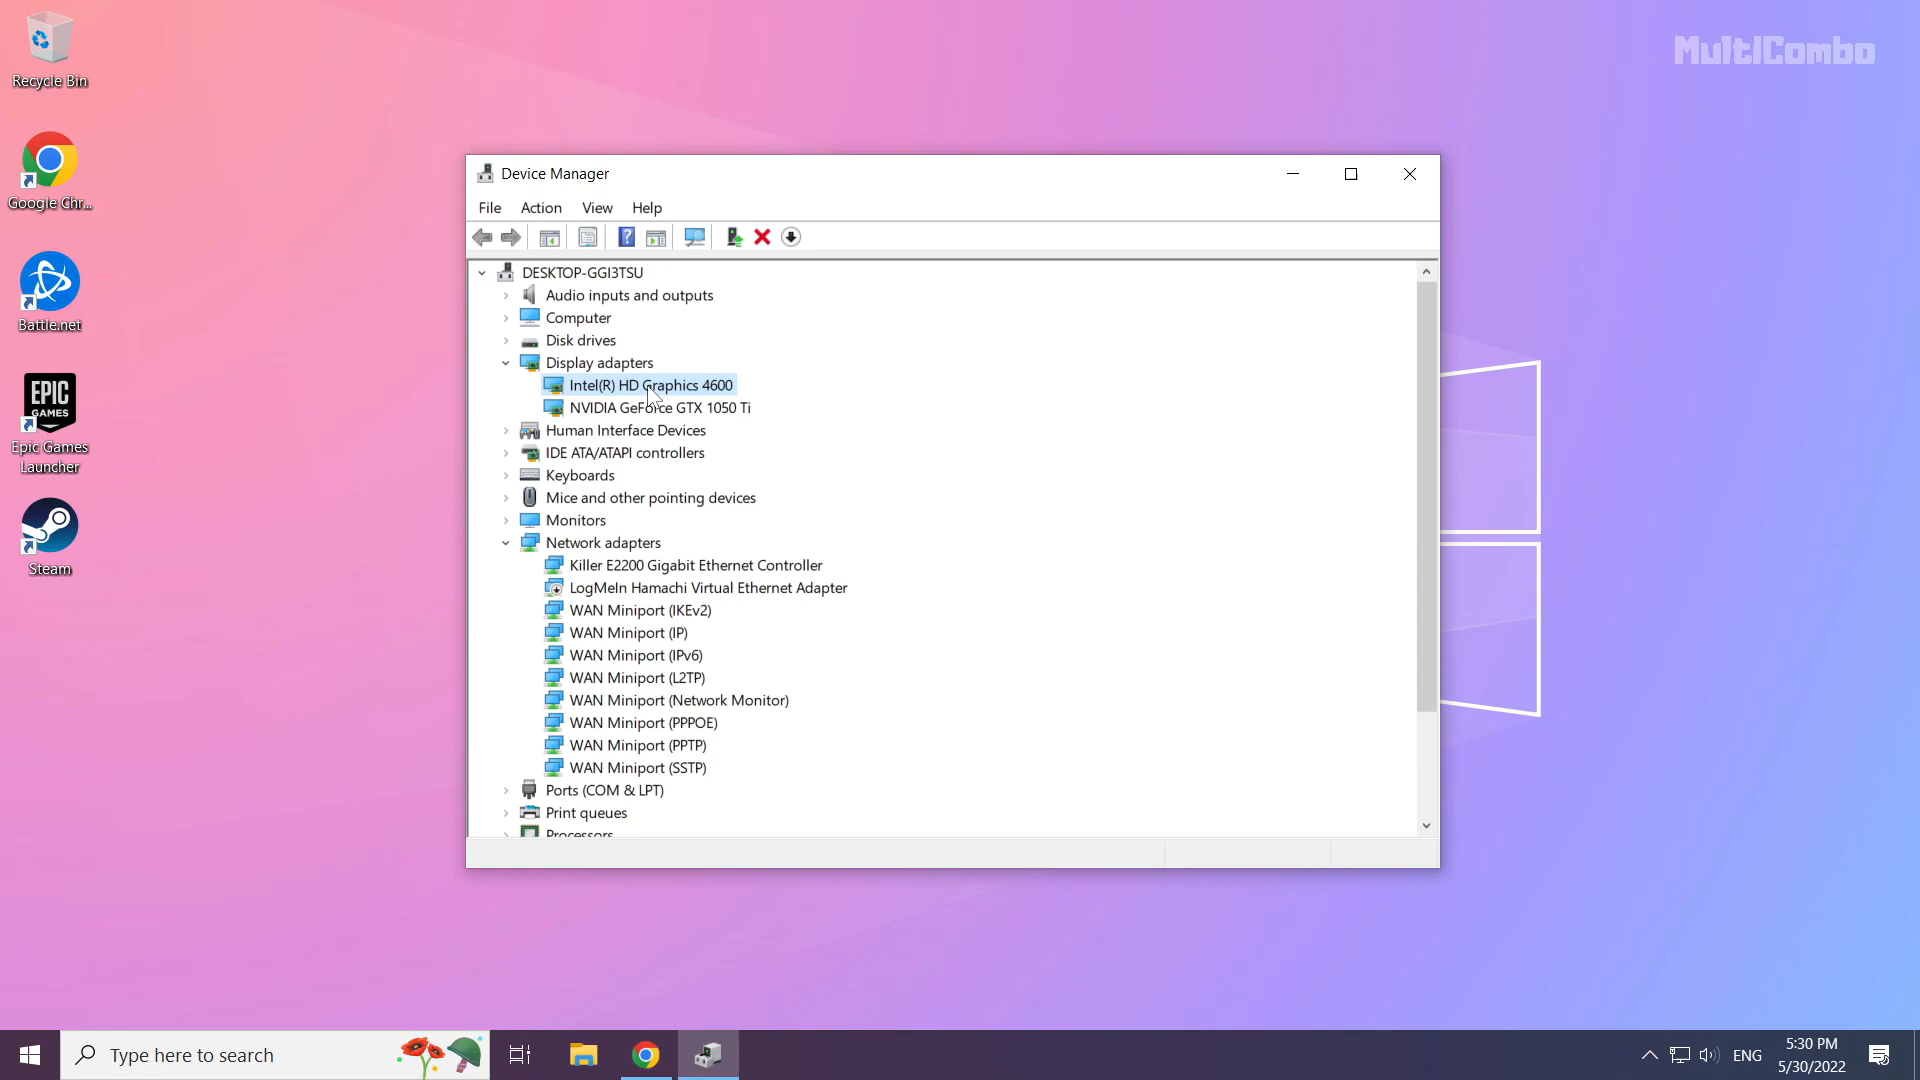 MultiCombo
Recycle Bin
Google Chr...
Battle.net
EPIC
GAMES
Epic Games
Launcher
Steam
Device Manager
File Action View Help
DESKTOP-GGI3TSU
Audio inputs and outputs
Computer
Disk drives
Display adapters
Intel(R) HD Graphics 4600
NVIDIA GeForce GTX 1050 Ti
Human Interface Devices
IDE ATA/ATAPI controllers
Keyboards
Mice and other pointing devices
Monitors
Network adapters
Killer E2200 Gigabit Ethernet Controller
LogMeIn Hamachi Virtual Ethernet Adapter
WAN Miniport (IKEv2)
WAN Miniport (IP)
WAN Miniport (IPv6)
WAN Miniport (L2TP)
WAN Miniport (Network Monitor)
WAN Miniport (PPPOE)
WAN Miniport (PPTP)
WAN Miniport (SSTP)
Ports (COM & LPT)
Print queues
Processors
Type here to search
ENG
5:30 PM
5/30/2022